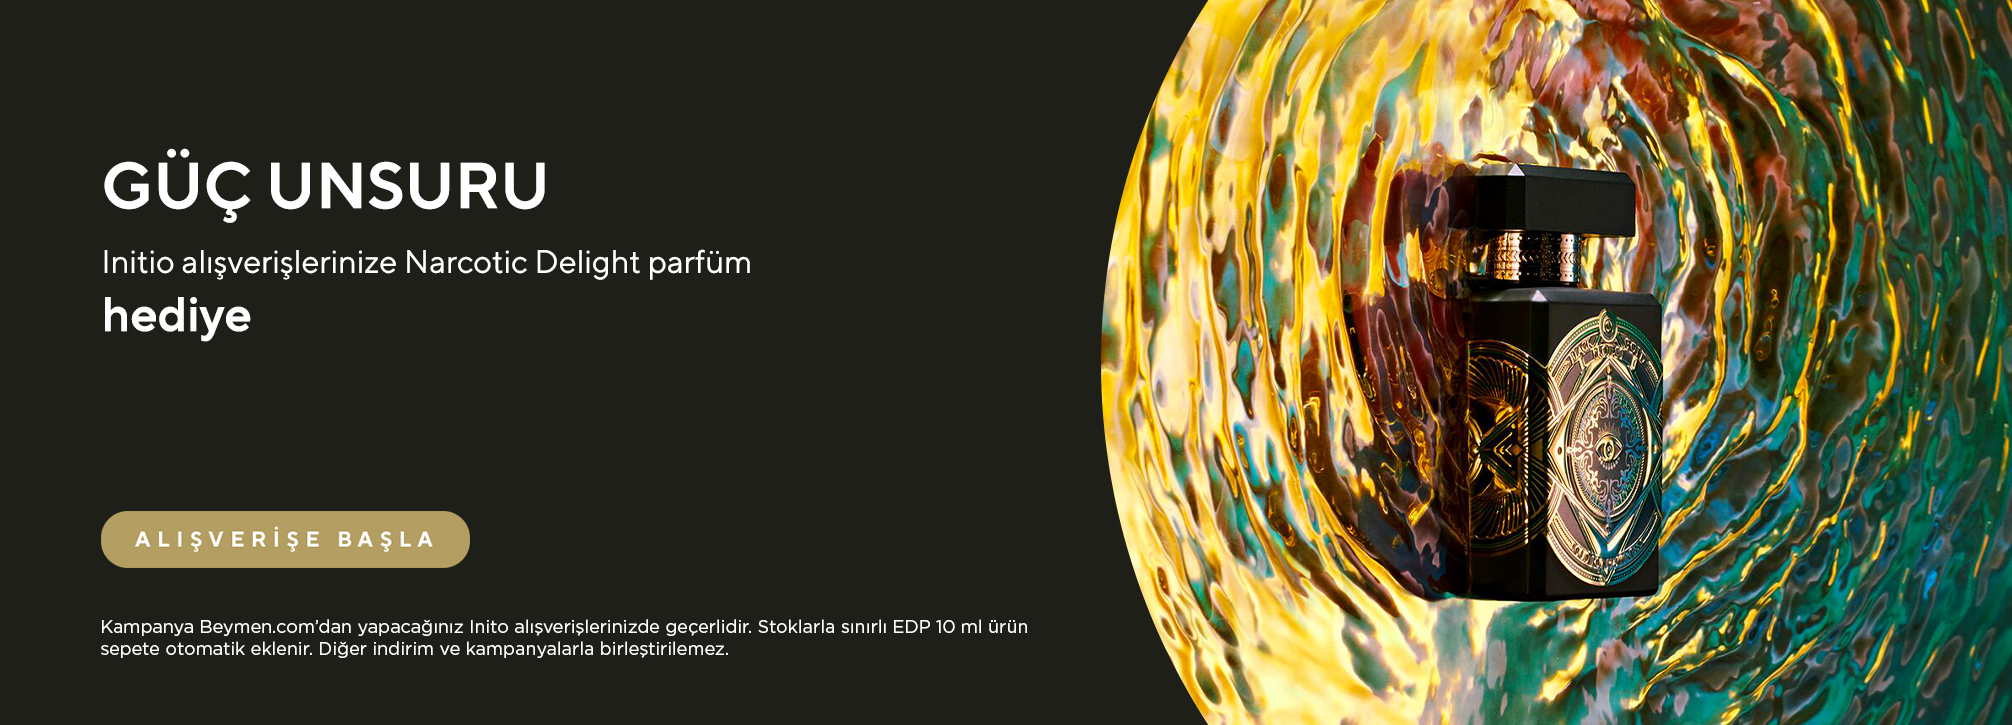 GÜÇ UNSURU
Initio alışverişlerinize Narcotic Delight parfüm
hediye
ALIŞVERİŞE BAŞLA
Kampanya Beymen.com’dan yapacağınız Inito alışverişlerinizde geçerlidir. Stoklarla sınırlı EDP 10 ml ürün
sepete otomatik eklenir. Diğer indirim ve kampanyalarla birleştirilemez.